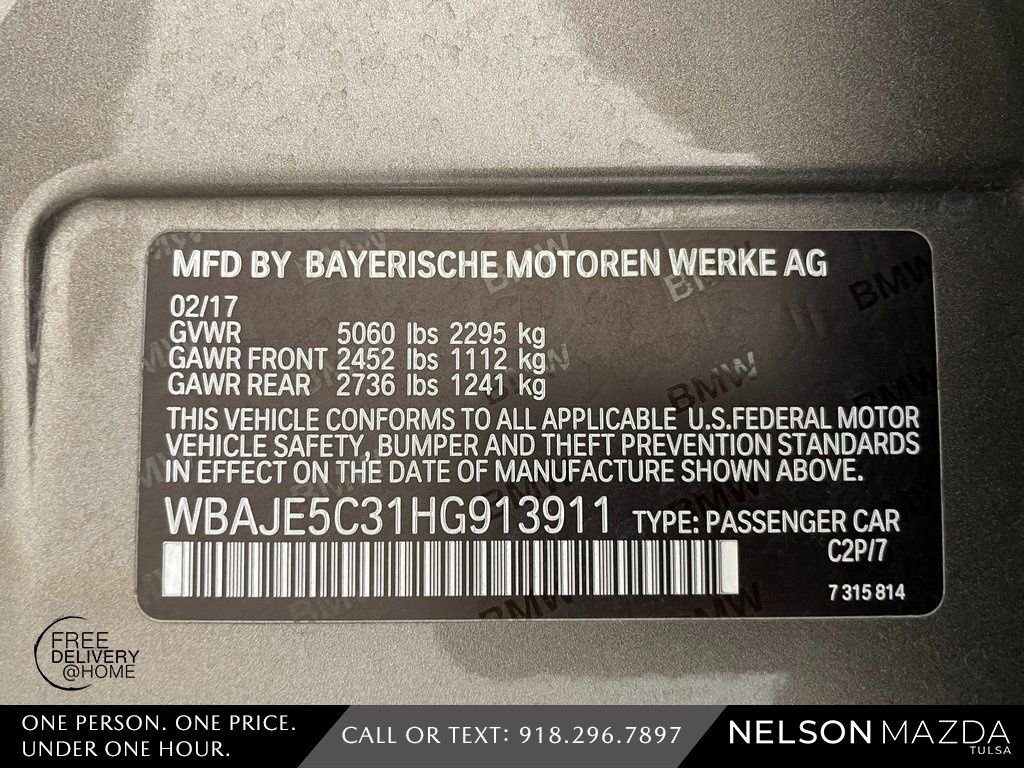 MFD BY BAYERISCHE MOTOREN WERKE AG
02/17
GVWR 5060 lbs 2295 kg
GAWR FRONT 2452 lbs 1112 kg
GAWR REAR 2736 lbs 1241 kg
THIS VEHICLE CONFORMS TO ALL APPLICABLE U.S.FEDERAL MOTOR
VEHICLE SAFETY, BUMPER AND THEFT PREVENTION STANDARDS
IN EFFECT ON THE DATE OF MANUFACTURE SHOWN ABOVE.
WBAJE5C31HG913911 TYPE: PASSENGER CAR
C2P/7
7 315 814
FREE
DELIVERY
@HOME
ONE PERSON. ONE PRICE.
UNDER ONE HOUR.
CALL OR TEXT: 918.296.7897
NELSON MAZDA
TULSA